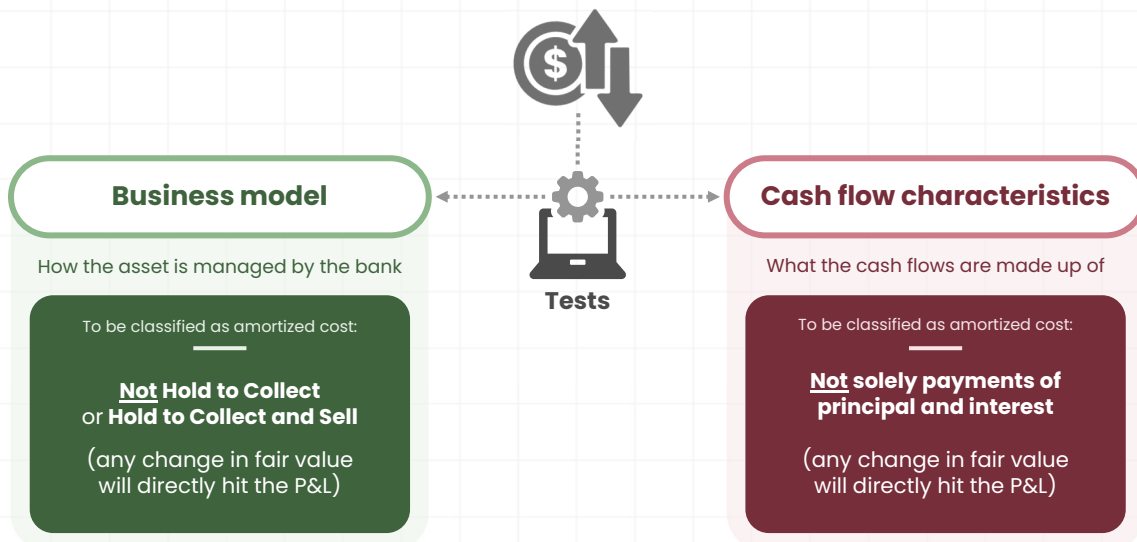 $
Business model
How the asset is managed by the bank
To be classified as amortized cost:
Not Hold to Collect
or Hold to Collect and Sell
(any change in fair value
will directly hit the P&L)
Tests
Cash flow characteristics
What the cash flows are made up of
To be classified as amortized cost:
Not solely payments of
principal and interest
(any change in fair value
will directly hit the P&L)